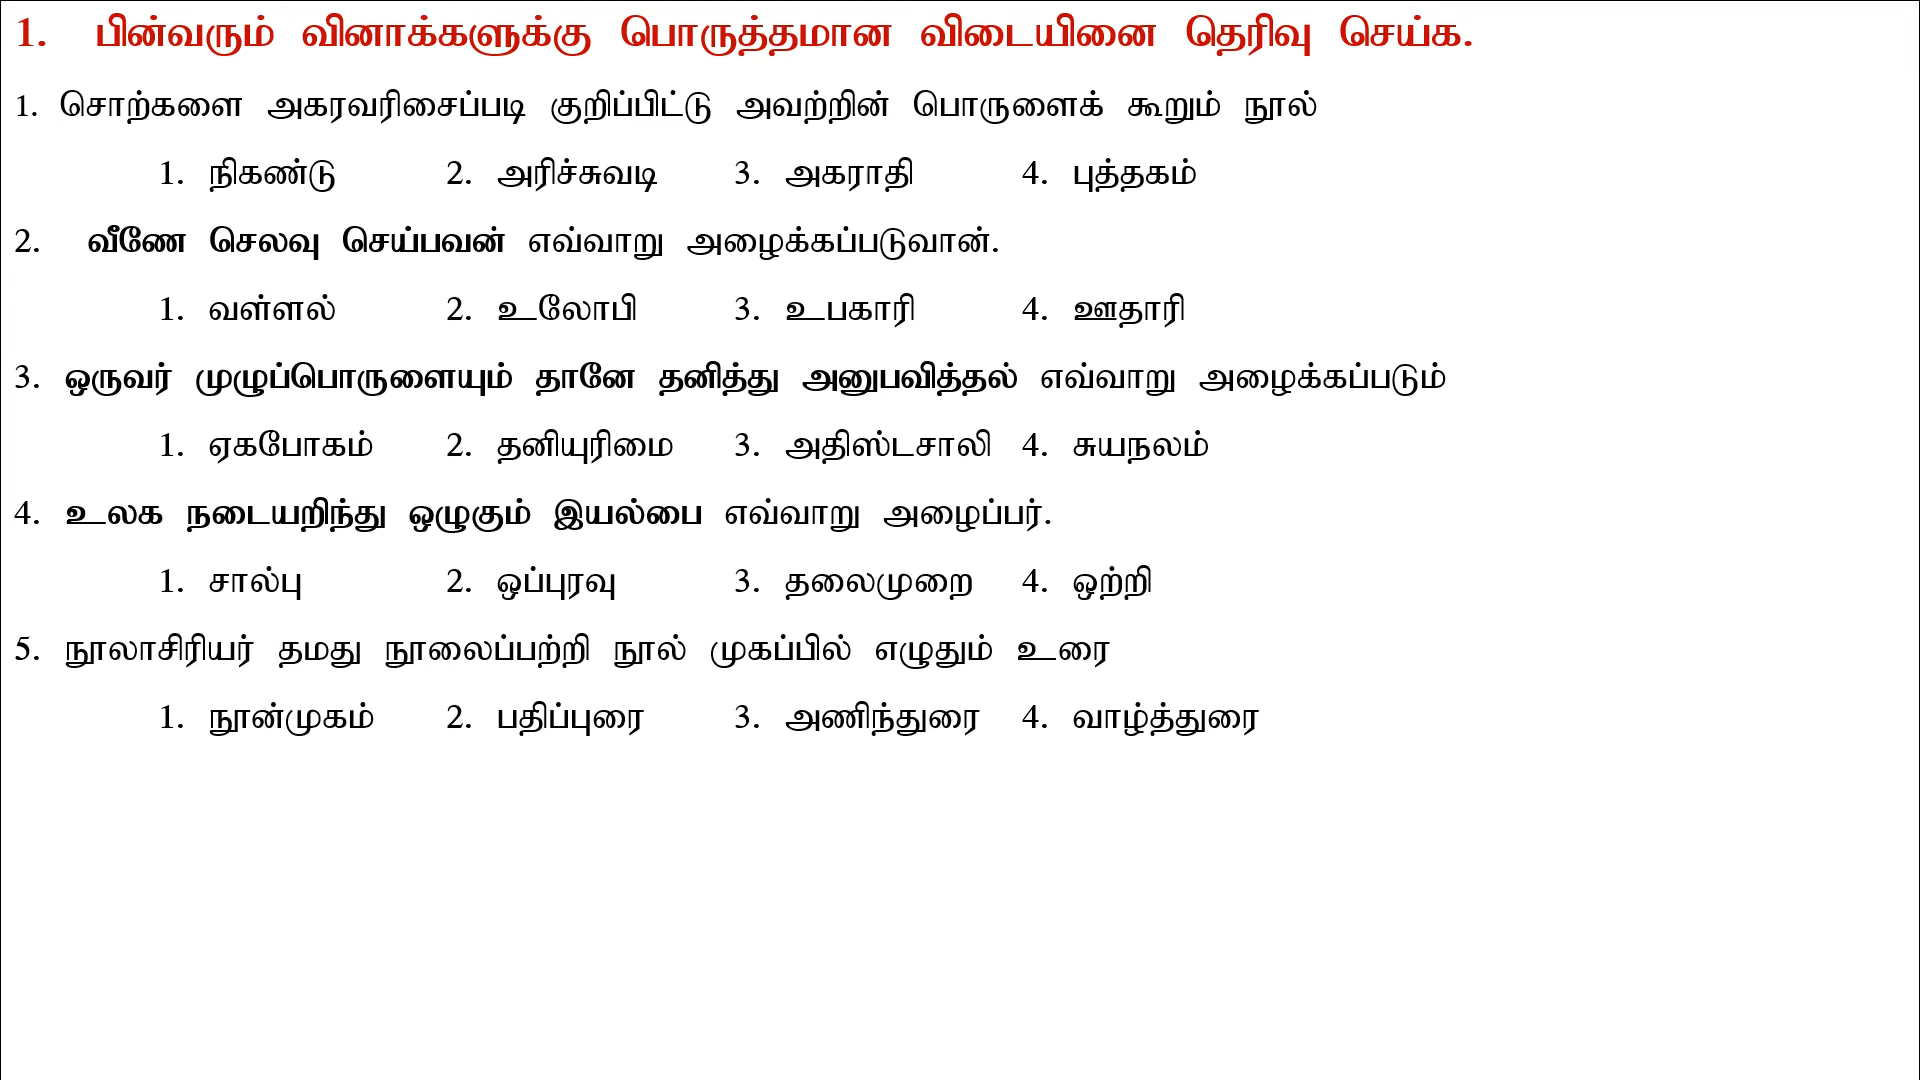 1. பின்வரும் வினாக்களுக்கு பொருத்தமான விடையினை தெரிவு செய்க.
1. சொற்களை அகரவரிசைப்படி குறிப்பிட்டு அவற்றின் பொருளைக் கூறும் நூல்
1. நிகண்டு 2. அரிச்சுவடி 3. அகராதி 4. புத்தகம்
2. வீணே செலவு செய்பவன் எவ்வாறு அழைக்கப்படுவான்.
1. வள்ளல் 2. உலோபி 3. உபகாரி 4. ஊதாரி
3. ஒருவர் முழுப்பொருளையும் தானே தனித்து அனுபவித்தல் எவ்வாறு அழைக்கப்படும்
1. ஏகபோகம் 2. தனியுரிமை 3. அதிஸ்டசாலி 4. சுயநலம்
4. உலக நடையறிந்து ஒழுகும் இயல்பை எவ்வாறு அழைப்பர்.
1. சால்பு 2. ஒப்புரவு 3. தலைமுறை 4. ஒற்றி
5. நூலாசிரியர் தமது நூலைப்பற்றி நூல் முகப்பில் எழுதும் உரை
1. நூன்முகம் 2. பதிப்புரை 3. அணிந்துரை 4. வாழ்த்துரை